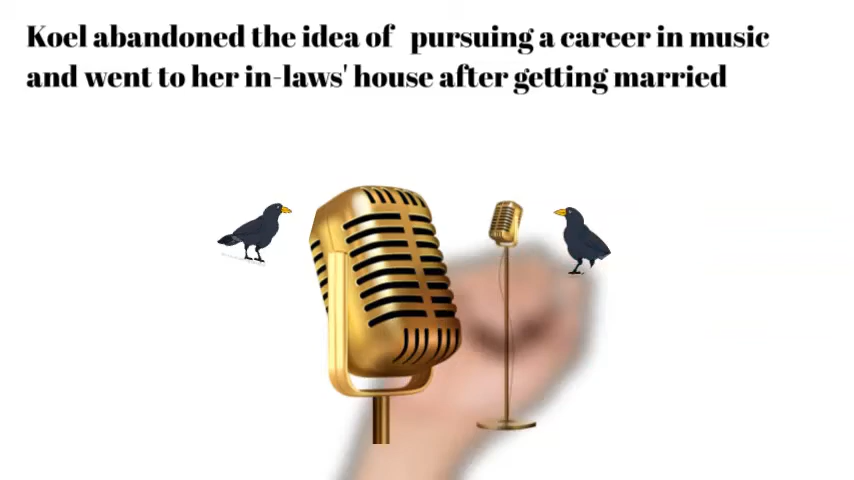 Koel abandoned the idea of pursuing a career in music
and went to her in-laws' house after getting married